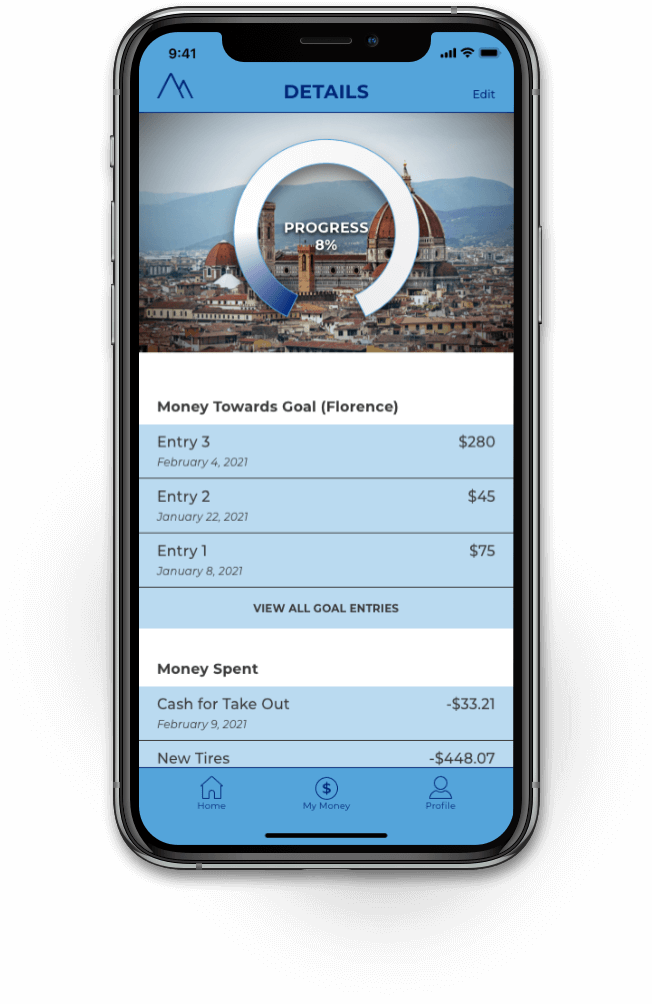 9:41
DETAILS
Edit
PROGRESS
8%
Money Towards Goal (Florence)
Entry 3 $280
February 4, 2021
Entry 2 $45
January 22, 2021
Entry 1 $75
January 8, 2021
VIEW ALL GOAL ENTRIES
Money Spent
Cash for Take Out -$33.21
February 9, 2021
New Tires -$448.07
$
Home My Money Profile